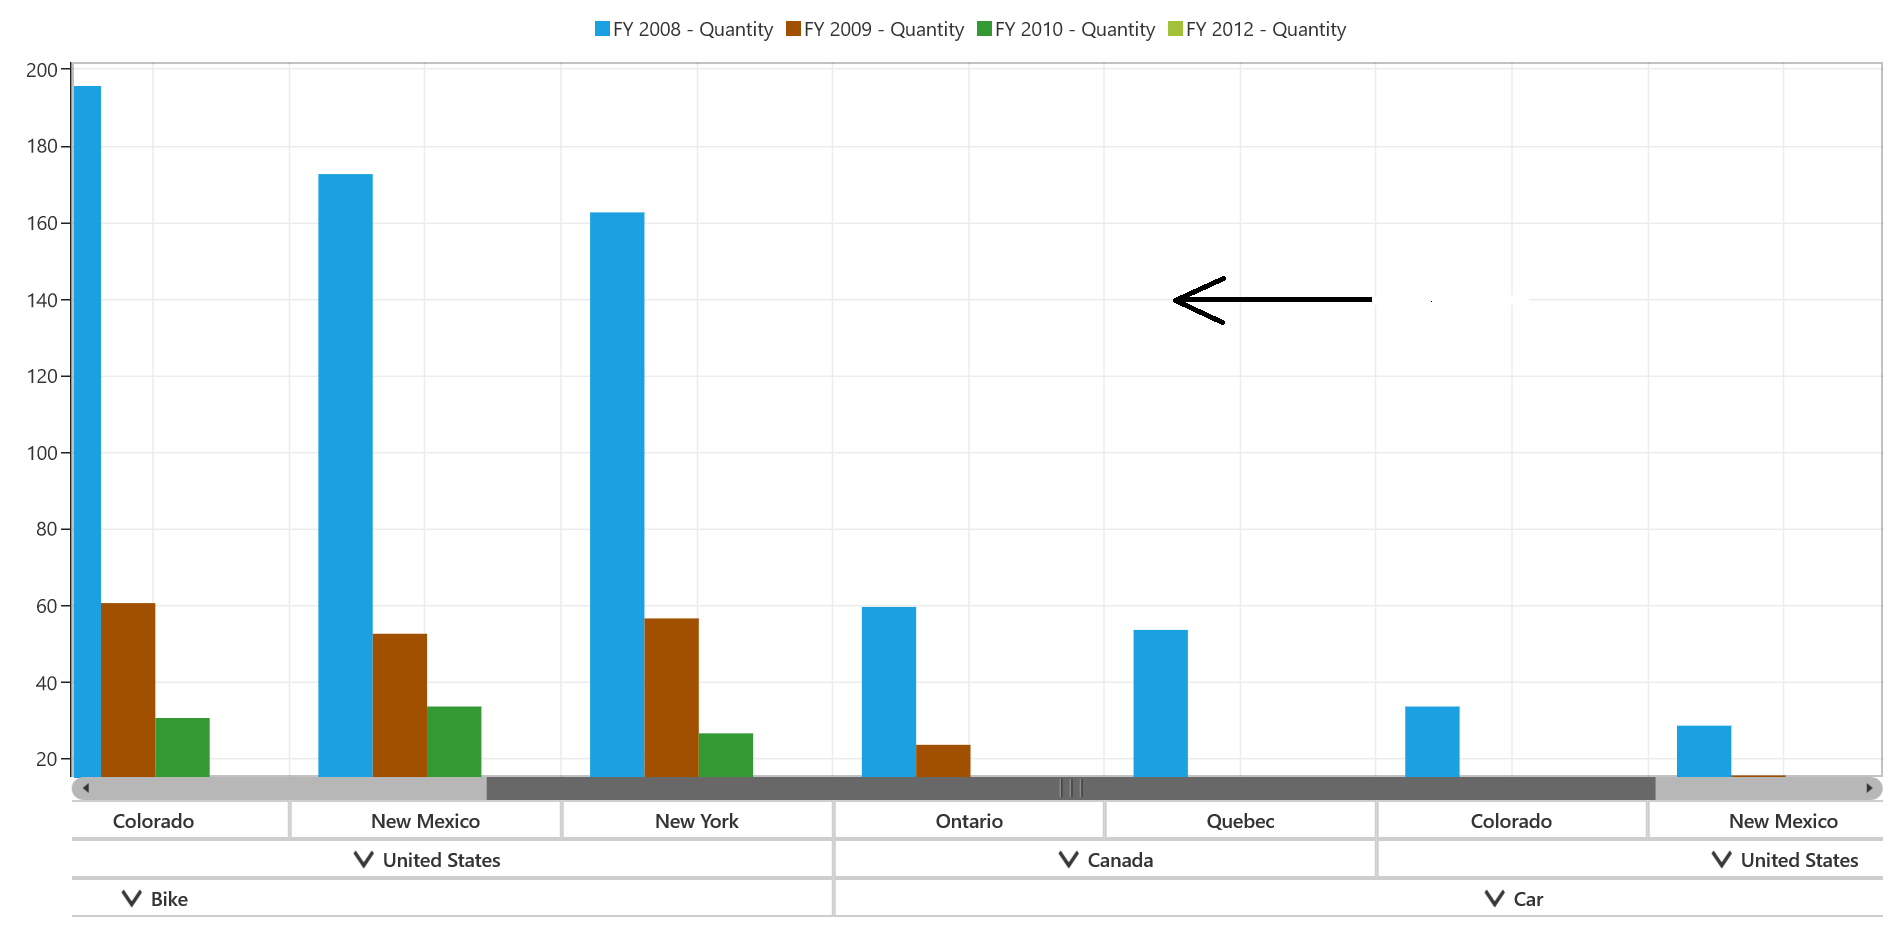 FY 2008 - Quantity FY 2009 - Quantity FY 2010 - Quantity FY 2012 - Quantity
200
180
160
140
120
100
80
60
40
20
Colorado New Mexico New York Ontario Quebec Colorado New Mexico
United States Canada United States
Bike Car